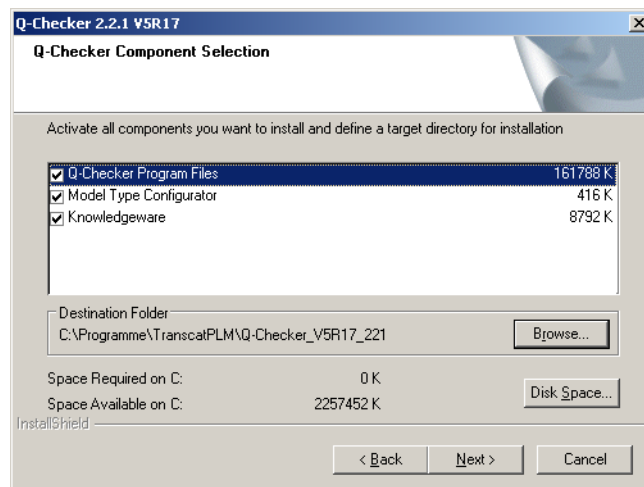 Q-Checker 2.2.1 V5R17
Q-Checker Component Selection
Activate all components you want to install and define a target directory for installation
Q-Checker Program Files 161788 K
Model Type Configurator 416 K
Knowledgeware 8792 K
Destination Folder
C:\Programme\TranscatPLM\Q-Checker_V5R17_221
Browse...
Space Required on C: 0 K
Space Available on C: 2257452 K
Disk Space...
InstallShield
< Back Next > Cancel